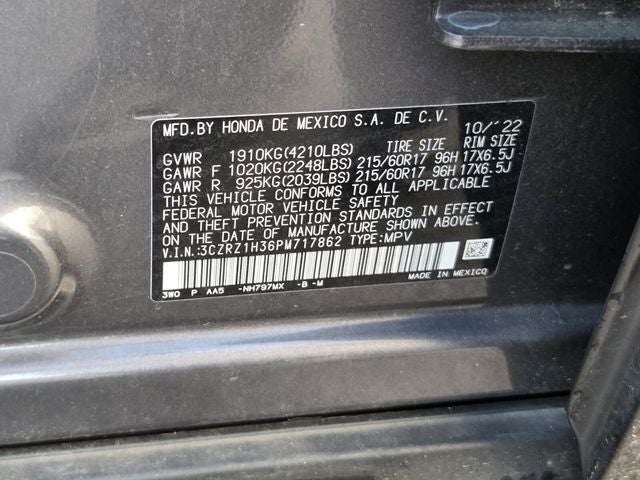 MFD.BY HONDA DE MEXICO S.A. DE C.V. 10/'22
TIRE SIZE RIM SIZE
GVWR 1910KG(4210LBS)
GAWR F 1020KG(2248LBS) 215/60R17 96H 17X6.5J
GAWR R 925KG(2039LBS) 215/60R17 96H 17X6.5J
THIS VEHICLE CONFORMS TO ALL APPLICABLE
FEDERAL MOTOR VEHICLE SAFETY
AND THEFT PREVENTION STANDARDS IN EFFECT
ON THE DATE OF MANUFACTURE SHOWN ABOVE.
V.I.N.:3CZRZ1H36PM717862 TYPE:MPV
MADE IN MEXICO
3W0 P AA5 -NH797MX -B -M